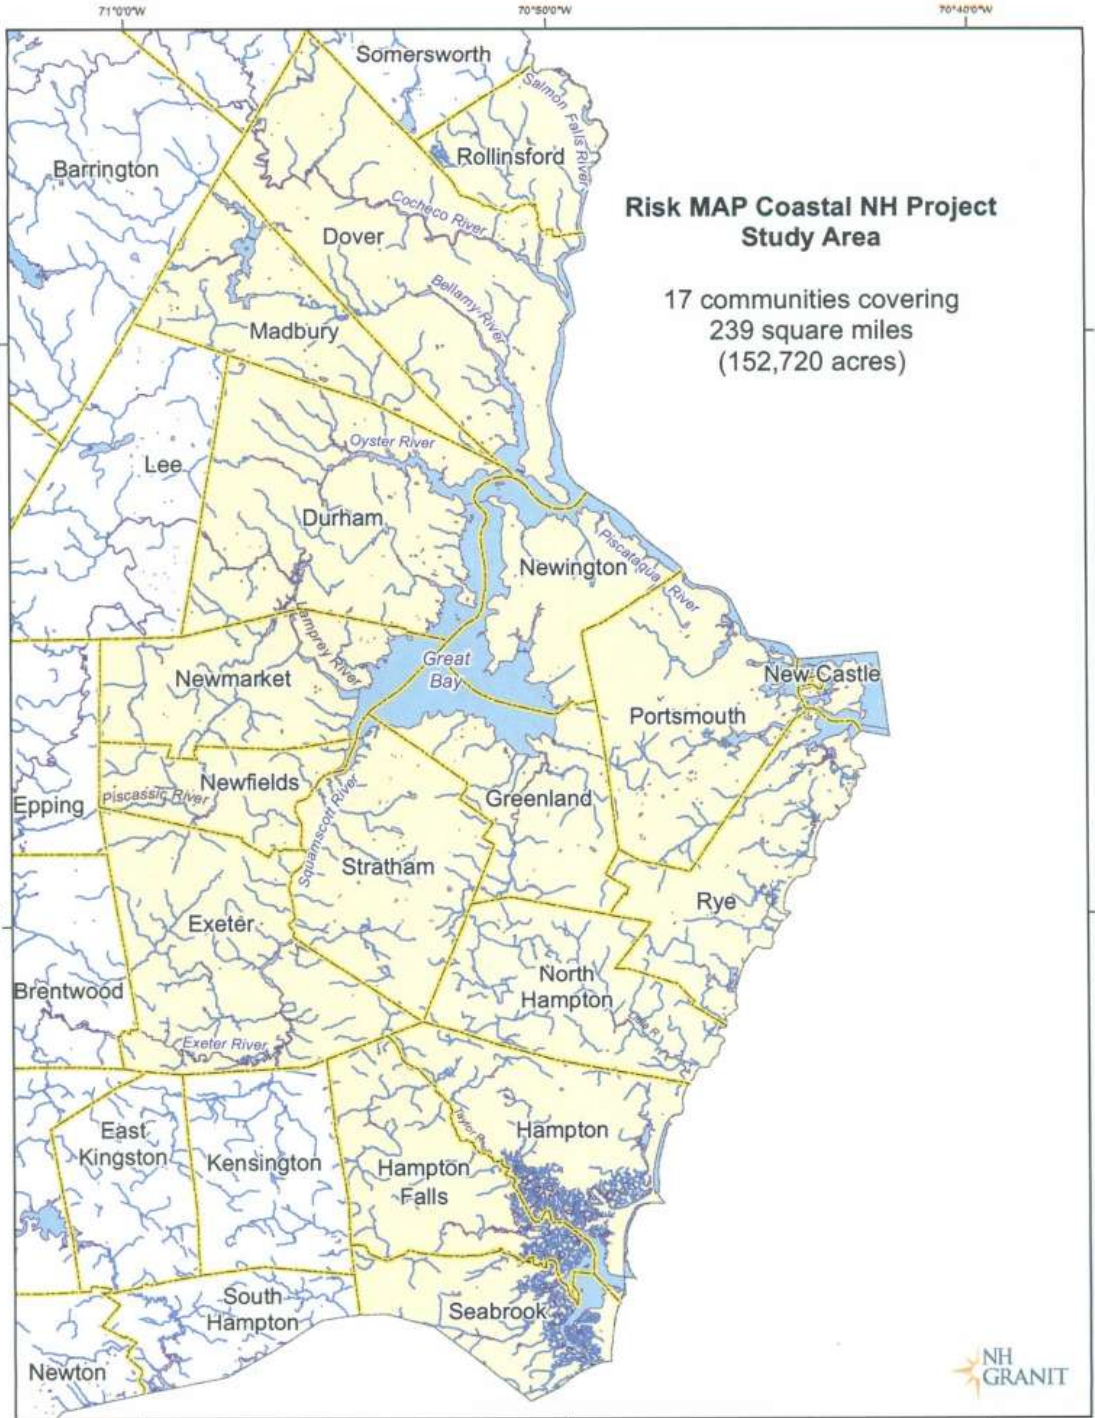 71°0'0"W
70°50'0"W
70°40'0"W
Somersworth
Salmon Falls River
Rollinsford
Barrington
Risk MAP Coastal NH Project
Study Area
Cocheco River
Dover
17 communities covering
239 square miles
(152,720 acres)
Bellamy River
Madbury
Oyster River
Lee
Durham
Newington
Piscataqua River
Lamprey River
Great
Bay
Newmarket
New Castle
Portsmouth
Newfields
Piscassic River
Epping
Greenland
Squamscott River
Stratham
Rye
Exeter
North
Hampton
Brentwood
Exeter River
Taylor R
Hampton
East
Kingston
Kensington
Hampton
Falls
South
Hampton
Seabrook
Newton
NH
GRANIT